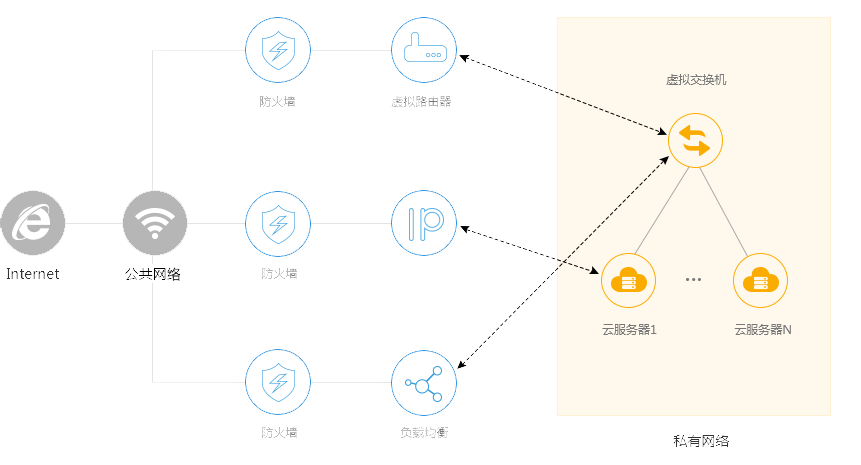 虚拟交换机
防火墙
虚拟路由器
IP
Internet
公共网络
防火墙
云服务器1
...
云服务器N
防火墙
负载均衡
私有网络